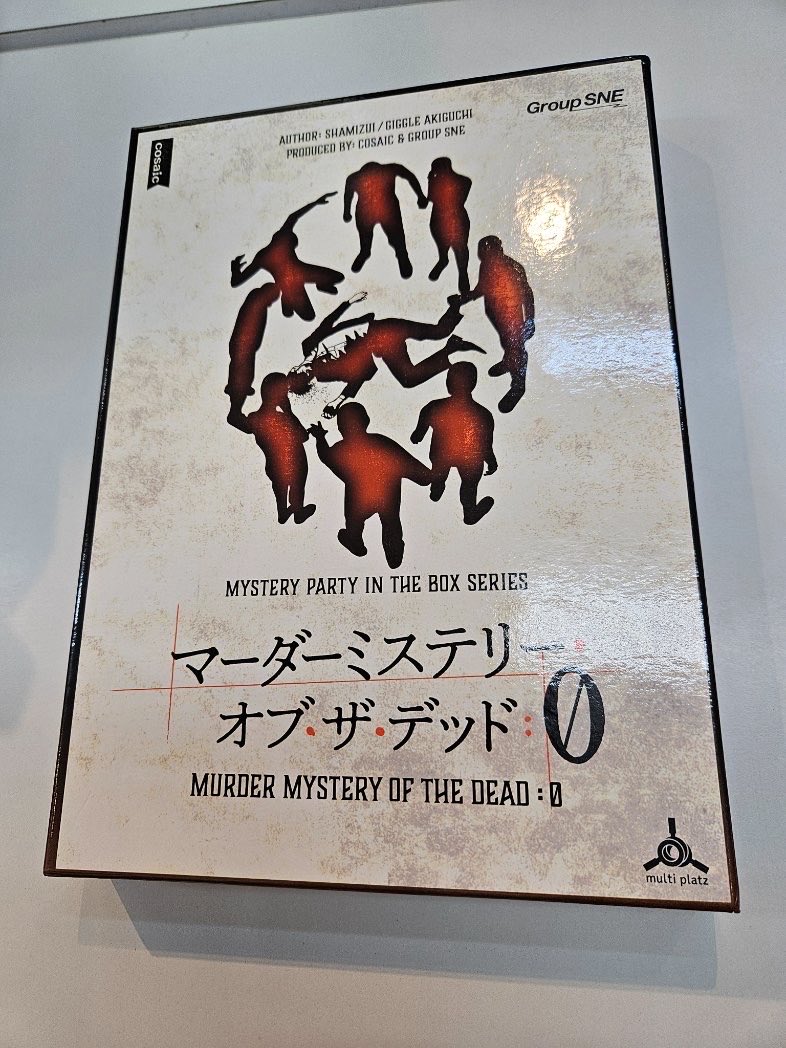 cosaic
Group SNE
AUTHOR: SHAMIZUI / GIGGLE AKIGUCHI
PRODUCED BY: COSAIC & GROUP SNE
MYSTERY PARTY IN THE BOX SERIES
マーダーミステリー
オブ・ザ・デッド:0
MURDER MYSTERY OF THE DEAD : 0
multi platz